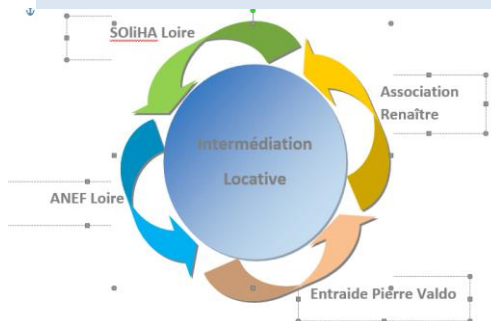 SOliHA Loire
Association
Renaître
Intermédiation
Locative
ANEF Loire
Entraide Pierre Valdo